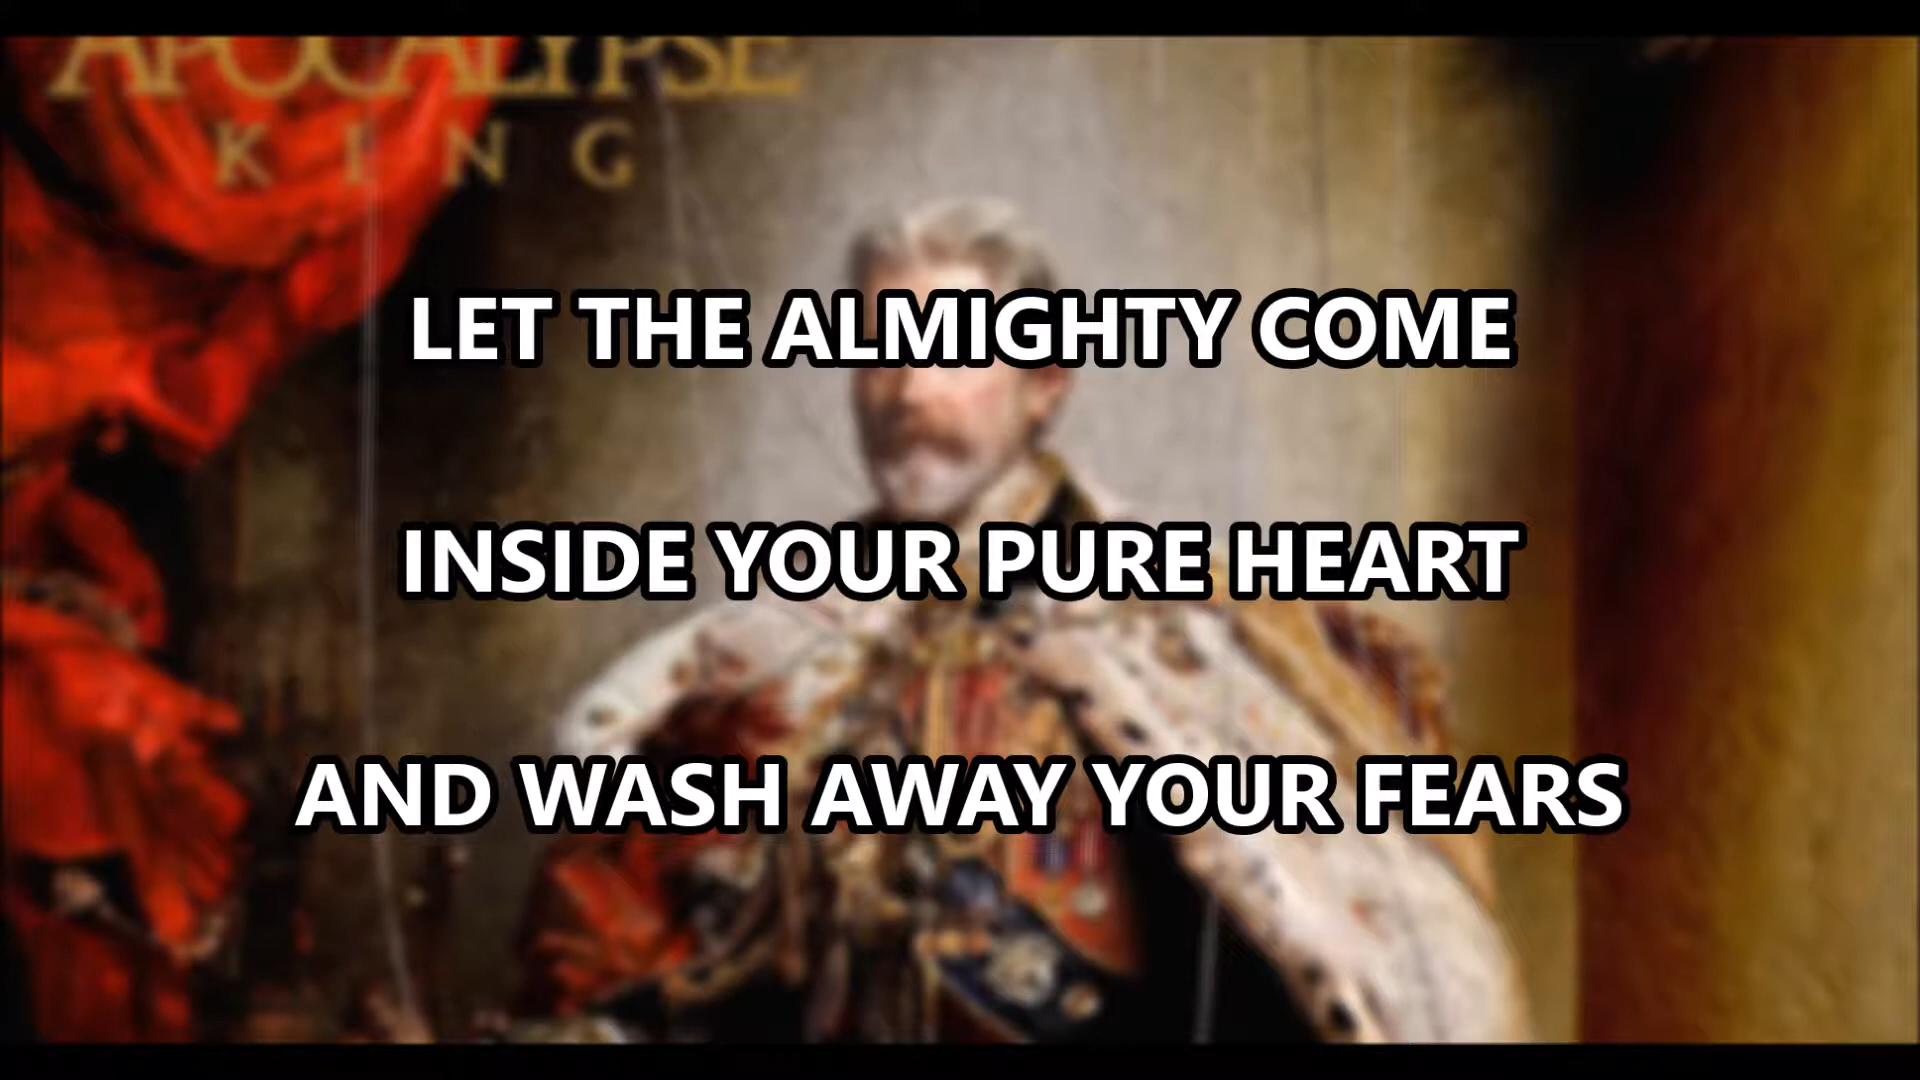 APOCALYPSE
KING
LET THE ALMIGHTY COME
INSIDE YOUR PURE HEART
AND WASH AWAY YOUR FEARS